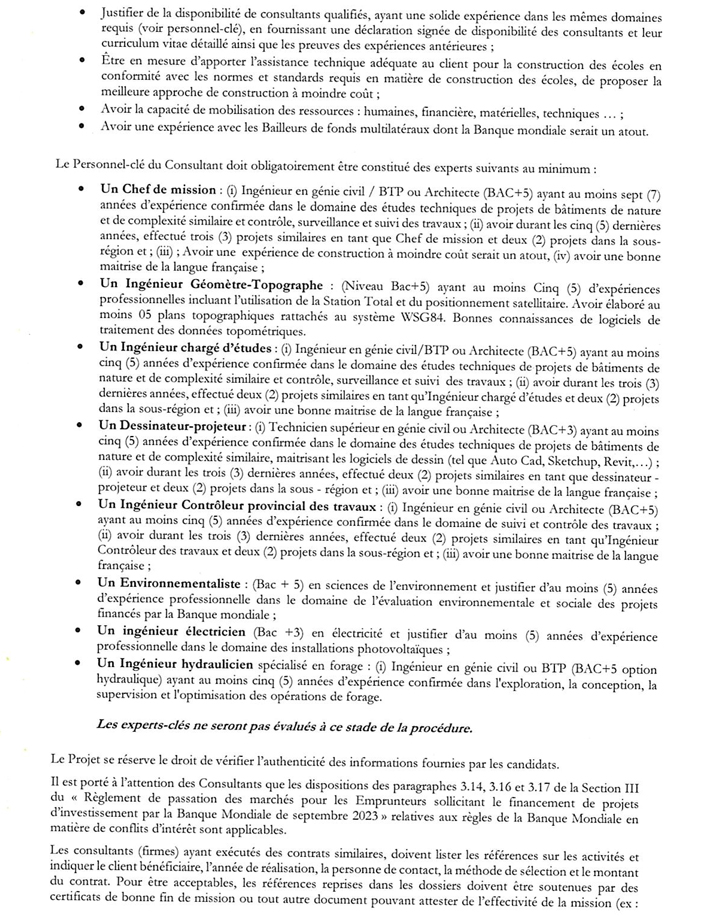 • Justifier de la disponibilité de consultants qualifiés, ayant une solide expérience dans les mêmes domaines
requis (voir personnel-clé), en fournissant une déclaration signée de disponibilité des consultants et leur
curriculum vitae détaillé ainsi que les preuves des expériences antérieures ;
• Être en mesure d'apporter l'assistance technique adéquate au client pour la construction des écoles en
conformité avec les normes et standards requis en matière de construction des écoles, de proposer la
meilleure approche de construction à moindre coût ;
• Avoir la capacité de mobilisation des ressources : humaines, financière, matérielles, techniques … ;
• Avoir une expérience avec les Bailleurs de fonds multilatéraux dont la Banque mondiale serait un atout.
Le Personnel-clé du Consultant doit obligatoirement être constitué des experts suivants au minimum :
• Un Chef de mission : (i) Ingénieur en génie civil / BTP ou Architecte (BAC+5) ayant au moins sept (7)
années d'expérience confirmée dans le domaine des études techniques de projets de bâtiments de nature
et de complexité similaire et contrôle, surveillance et suivi des travaux ; (ii) avoir durant les cinq (5) dernières
années, effectué trois (3) projets similaires en tant que Chef de mission et deux (2) projets dans la sous-
région et ; (iii) ; Avoir une expérience de construction à moindre coût serait un atout, (iv) avoir une bonne
maitrise de la langue française ;
• Un Ingénieur Géomètre-Topographe : (Niveau Bac+5) ayant au moins Cinq (5) d'expériences
professionnelles incluant l'utilisation de la Station Total et du positionnement satellitaire. Avoir élaboré au
moins 05 plans topographiques rattachés au système WSG84. Bonnes connaissances de logiciels de
traitement des données topométriques.
• Un Ingénieur chargé d'études : (i) Ingénieur en génie civil/BTP ou Architecte (BAC+5) ayant au moins
cinq (5) années d'expérience confirmée dans le domaine des études techniques de projets de bâtiments de
nature et de complexité similaire et contrôle, surveillance et suivi des travaux ; (ii) avoir durant les trois (3)
dernières années, effectué deux (2) projets similaires en tant qu'Ingénieur chargé d'études et deux (2) projets
dans la sous-région et ; (iii) avoir une bonne maitrise de la langue française ;
• Un Dessinateur-projeteur : (i) Technicien supérieur en génie civil ou Architecte (BAC+3) ayant au moins
cinq (5) années d'expérience confirmée dans le domaine des études techniques de projets de bâtiments de
nature et de complexité similaire, maitrisant les logiciels de dessin (tel que Auto Cad, Sketchup, Revit,…) ;
(ii) avoir durant les trois (3) dernières années, effectué deux (2) projets similaires en tant que dessinateur -
projeteur et deux (2) projets dans la sous - région et ; (iii) avoir une bonne maitrise de la langue française ;
• Un Ingénieur Contrôleur provincial des travaux : (i) Ingénieur en génie civil ou Architecte (BAC+5)
ayant au moins cinq (5) années d'expérience confirmée dans le domaine de suivi et contrôle des travaux ;
(ii) avoir durant les trois (3) dernières années, effectué deux (2) projets similaires en tant qu'Ingénieur
Contrôleur des travaux et deux (2) projets dans la sous-région et ; (iii) avoir une bonne maitrise de la langue
française ;
• Un Environnementaliste : (Bac + 5) en sciences de l'environnement et justifier d'au moins (5) années
d'expérience professionnelle dans le domaine de l'évaluation environnementale et sociale des projets
financés par la Banque mondiale ;
• Un ingénieur électricien (Bac +3) en électricité et justifier d'au moins (5) années d'expérience
professionnelle dans le domaine des installations photovoltaïques ;
• Un Ingénieur hydraulicien spécialisé en forage : (i) Ingénieur en génie civil ou BTP (BAC+5 option
hydraulique) ayant au moins cinq (5) années d'expérience confirmée dans l'exploration, la conception, la
supervision et l'optimisation des opérations de forage.
Les experts-clés ne seront pas évalués à ce stade de la procédure.
Le Projet se réserve le droit de vérifier l'authenticité des informations fournies par les candidats.
Il est porté à l'attention des Consultants que les dispositions des paragraphes 3.14, 3.16 et 3.17 de la Section III
du « Règlement de passation des marchés pour les Emprunteurs sollicitant le financement de projets
d'investissement par la Banque Mondiale de septembre 2023 » relatives aux règles de la Banque Mondiale en
matière de conflits d'intérêt sont applicables.
Les consultants (firmes) ayant exécutés des contrats similaires, doivent lister les références sur les activités et
indiquer le client bénéficiaire, l'année de réalisation, la personne de contact, la méthode de sélection et le montant
du contrat. Pour être acceptables, les références reprises dans les dossiers doivent être soutenues par des
certificats de bonne fin de mission ou tout autre document pouvant attester de l'effectivité de la mission (ex :